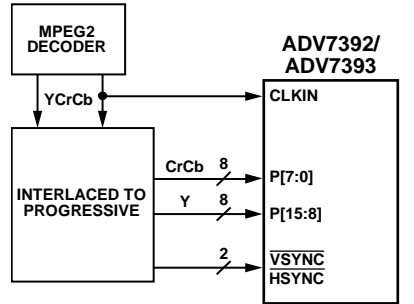 MPEG2
DECODER
ADV7392/
ADV7393
YCrCb
CLKIN
INTERLACED TO
PROGRESSIVE
CrCb 8
P[7:0]
Y 8
P[15:8]
2
VSYNC
HSYNC